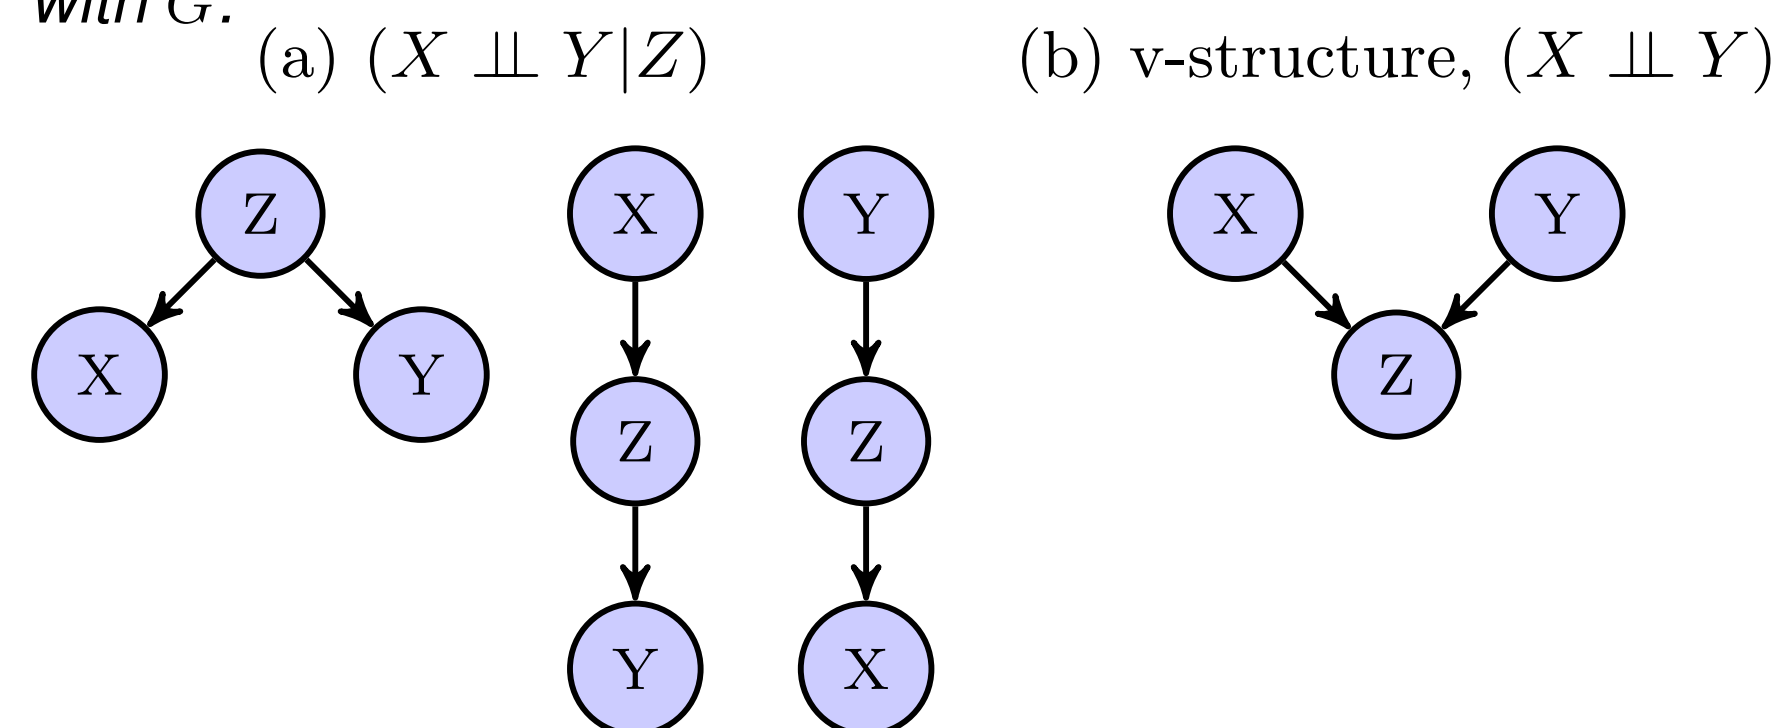 with G.
(a) (X ⫫ Y|Z)
(b) v-structure, (X ⫫ Y)
Z
X
Y
X
Z
Y
Y
Z
X
X
Y
Z